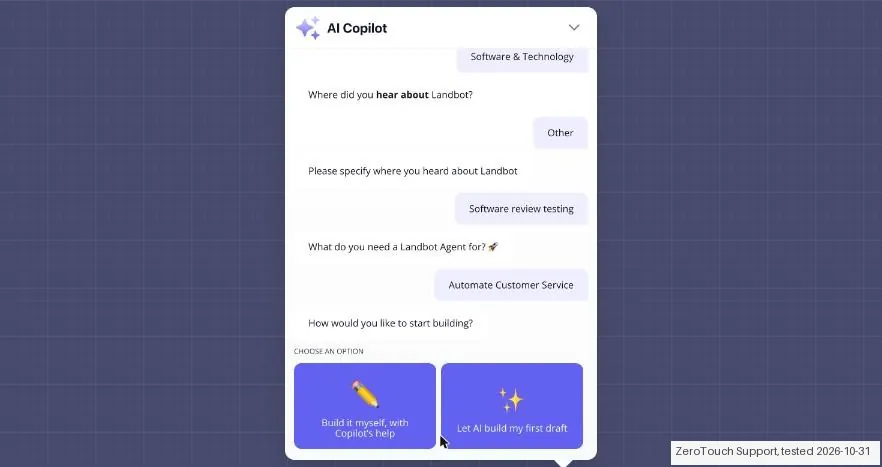 AI Copilot
Software & Technology
Where did you hear about Landbot?
Other
Please specify where you heard about Landbot
Software review testing
What do you need a Landbot Agent for? 🚀
Automate Customer Service
How would you like to start building?
CHOOSE AN OPTION
Build it myself, with
Copilot's help
Let AI build my first draft
ZeroTouch Support, tested 2026-10-31